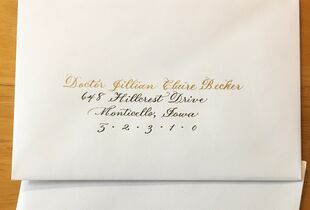 Doctor Jillian Claire Becker
648 Hillcrest Drive
Monticello, Iowa
5 · 2 · 3 · 1 · 0